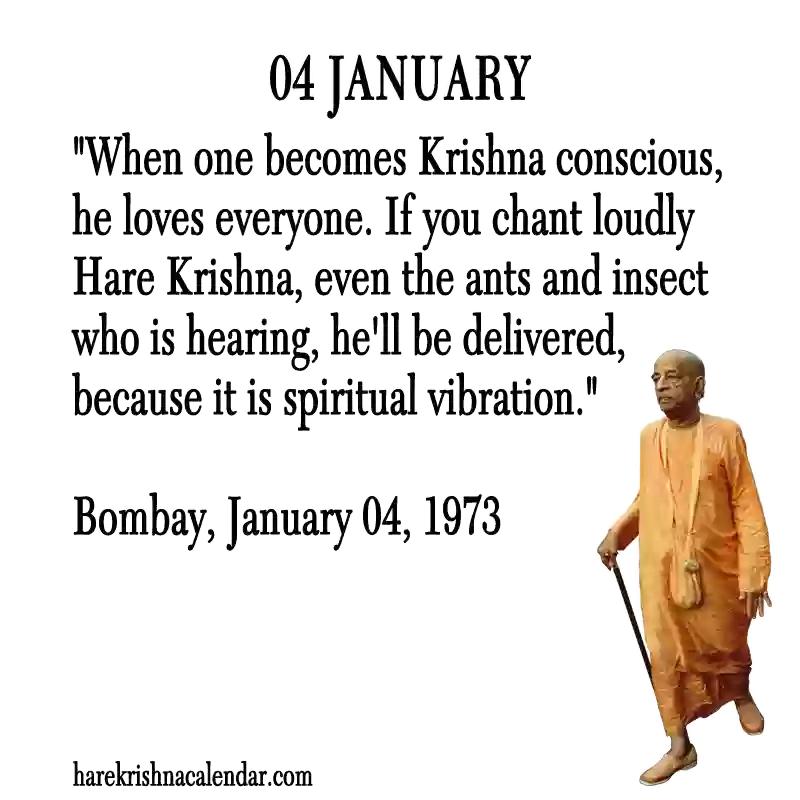 04 JANUARY
"When one becomes Krishna conscious,
he loves everyone. If you chant loudly
Hare Krishna, even the ants and insect
who is hearing, he'll be delivered,
because it is spiritual vibration."
Bombay, January 04, 1973
harekrishnacalendar.com